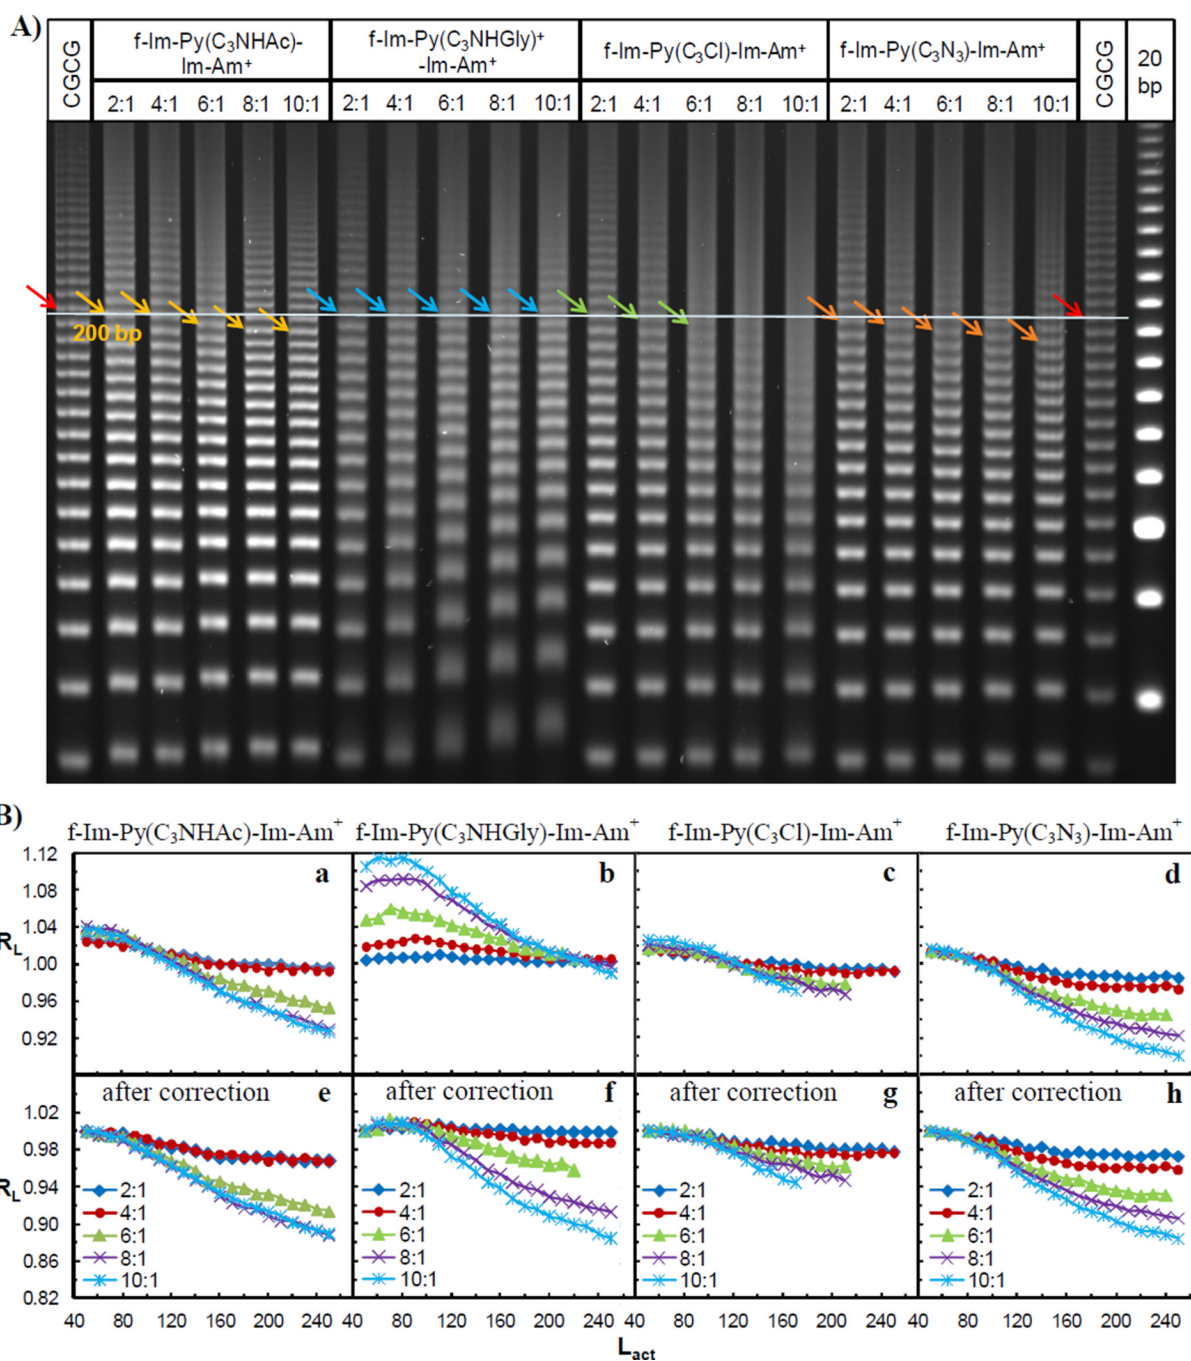 A)
CGCG
f-Im-Py(C₃NHAc)-
Im-Am⁺
f-Im-Py(C₃NHGly)⁺
-Im-Am⁺
f-Im-Py(C₃Cl)-Im-Am⁺
f-Im-Py(C₃N₃)-Im-Am⁺
CGCG
20
bp
2:1 4:1 6:1 8:1 10:1 2:1 4:1 6:1 8:1 10:1 2:1 4:1 6:1 8:1 10:1 2:1 4:1 6:1 8:1 10:1
200 bp
B)
f-Im-Py(C₃NHAc)-Im-Am⁺ f-Im-Py(C₃NHGly)-Im-Am⁺ f-Im-Py(C₃Cl)-Im-Am⁺ f-Im-Py(C₃N₃)-Im-Am⁺
1.12
a b c d
1.08
1.04
R_L
1.00
0.96
0.92
after correction e after correction f after correction g after correction h
1.02
0.98
0.94
R_L
0.90
0.86
0.82
2:1 2:1 2:1 2:1
4:1 4:1 4:1 4:1
6:1 6:1 6:1 6:1
8:1 8:1 8:1 8:1
10:1 10:1 10:1 10:1
40 80 120 160 200 240 40 80 120 160 200 240 40 80 120 160 200 240 40 80 120 160 200 240
L_act